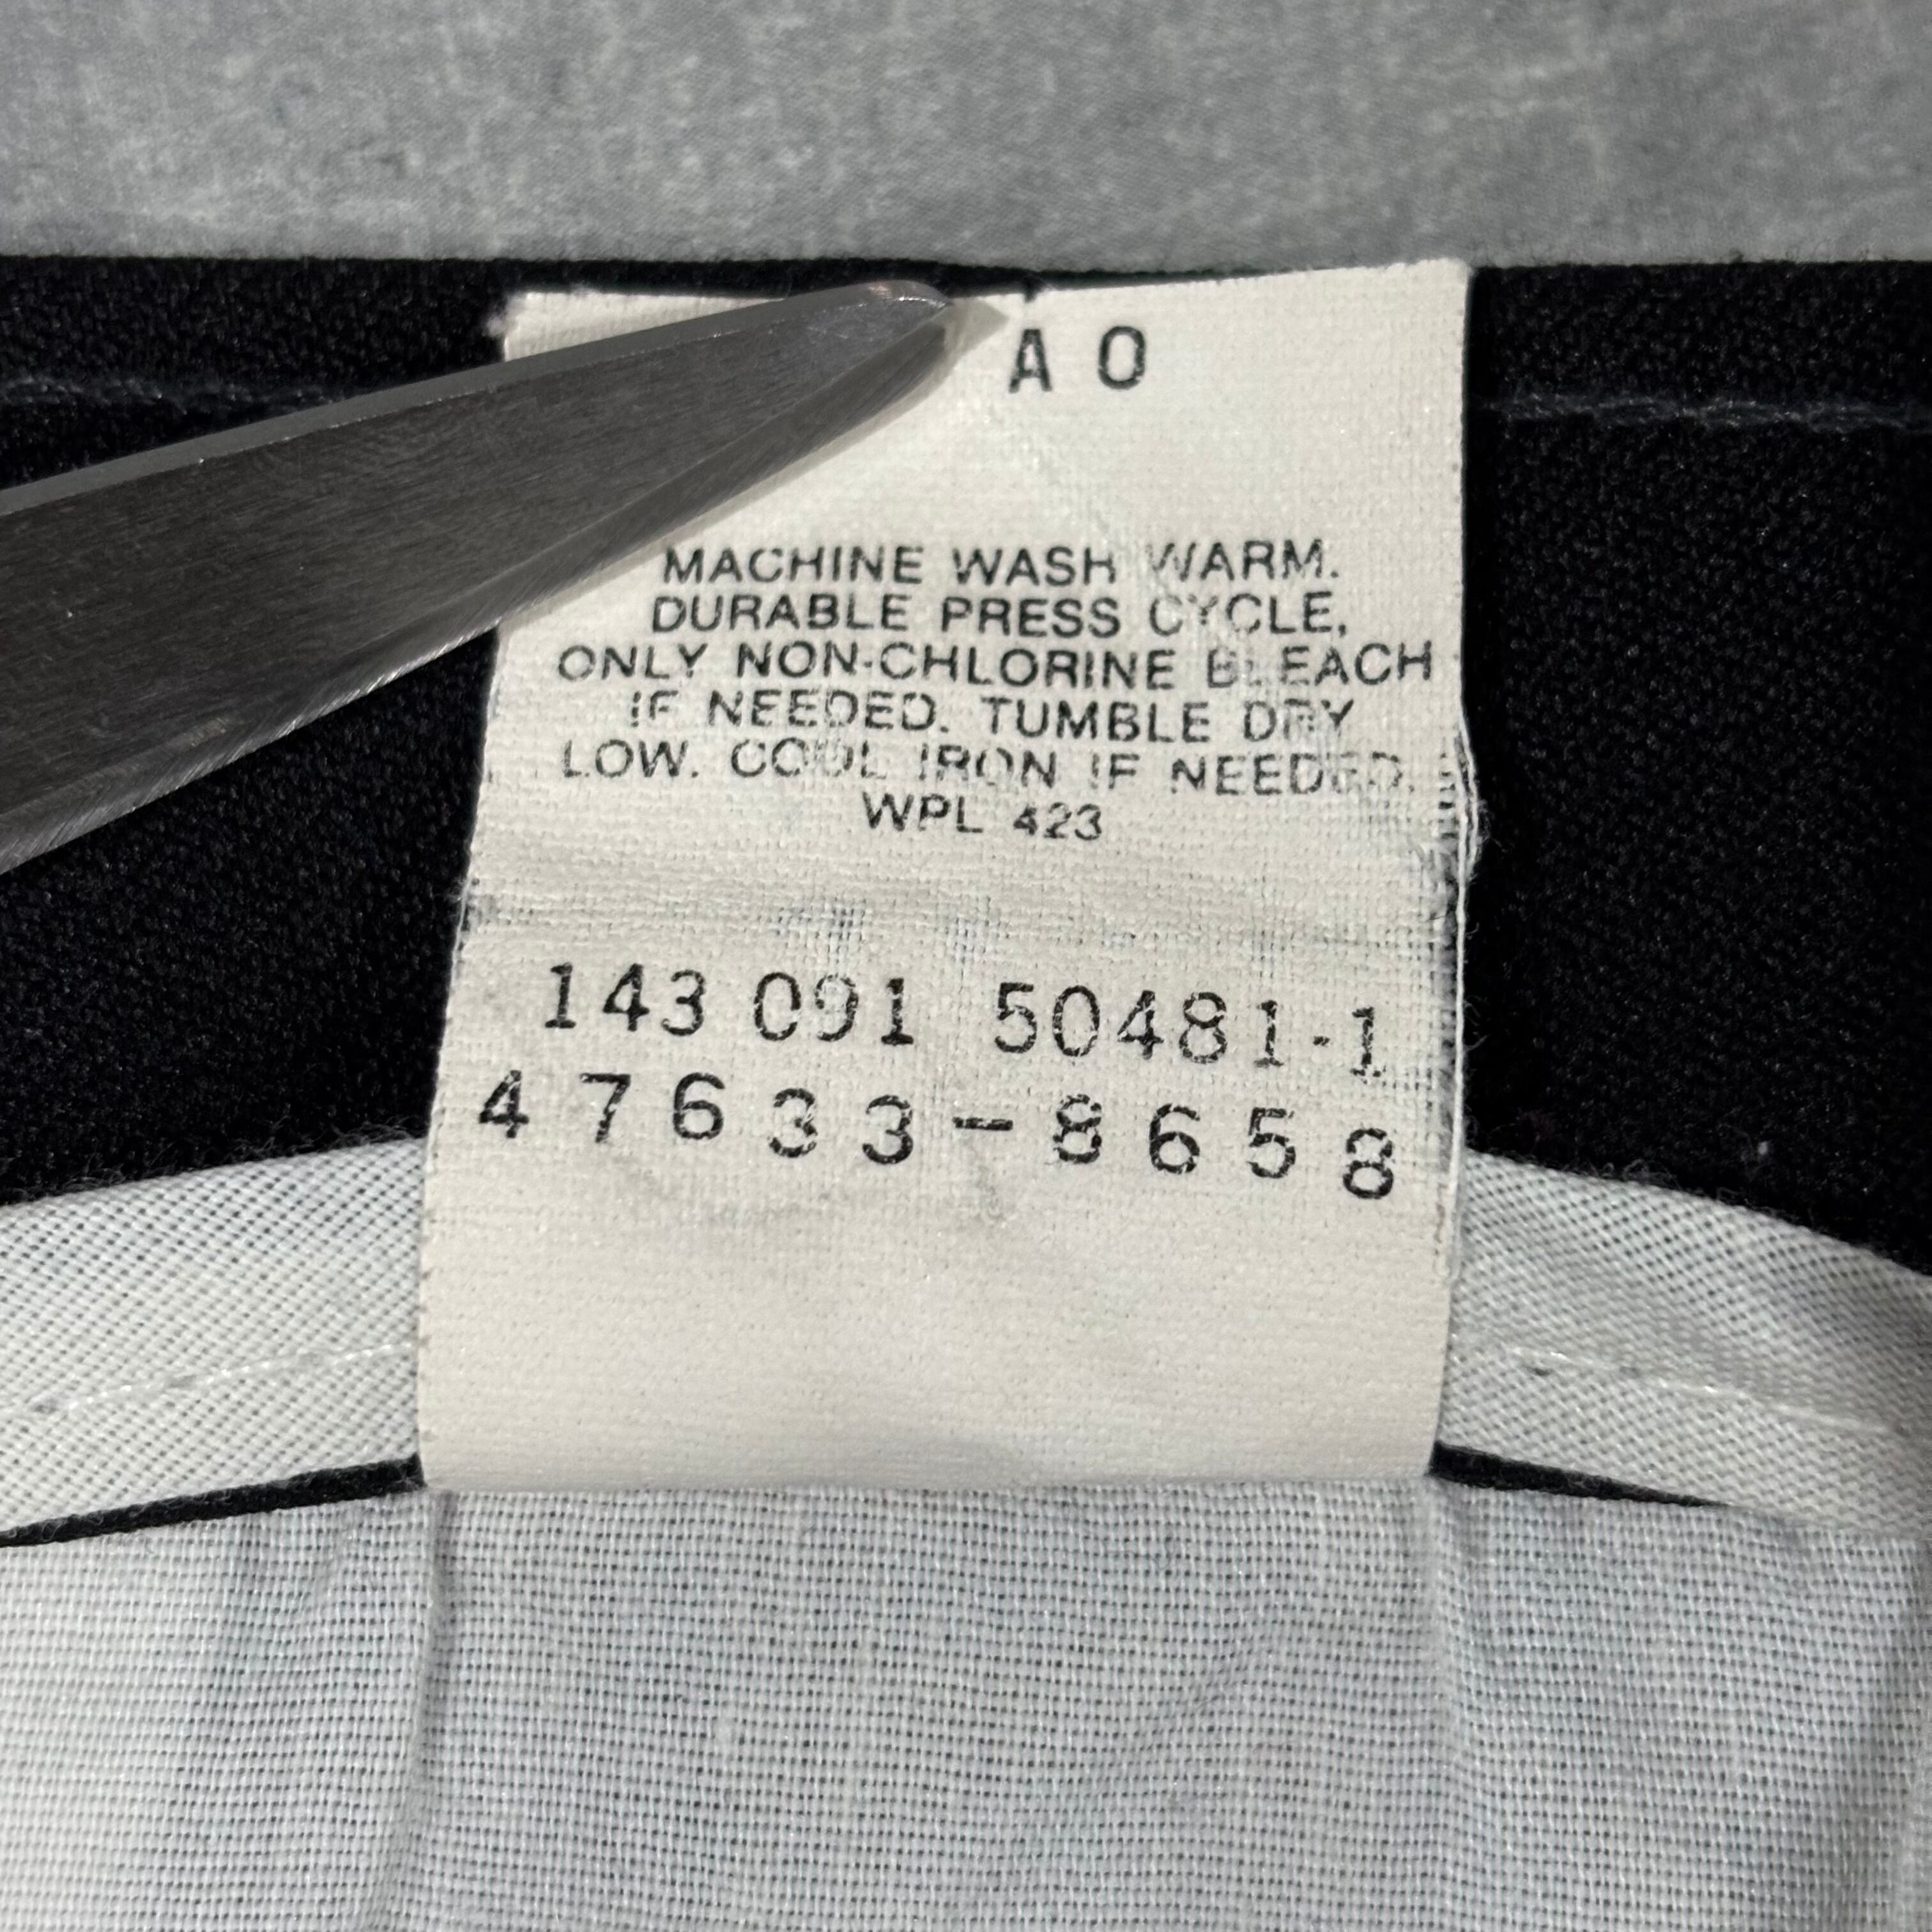 A O
MACHINE WASH WARM.
DURABLE PRESS CYCLE,
ONLY NON-CHLORINE BLEACH
IF NEEDED. TUMBLE DRY
LOW. COOL IRON IF NEEDED.
WPL 423
143 091 50481-1
47633-8658